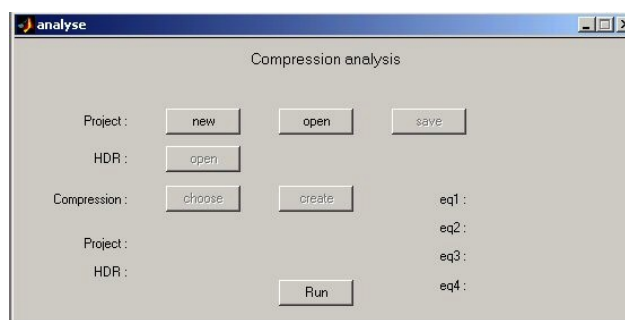 analyse
Compression analysis
Project : new open save
HDR : open
Compression : choose create eq1 :
eq2 :
Project :
eq3 :
HDR :
eq4 :
Run